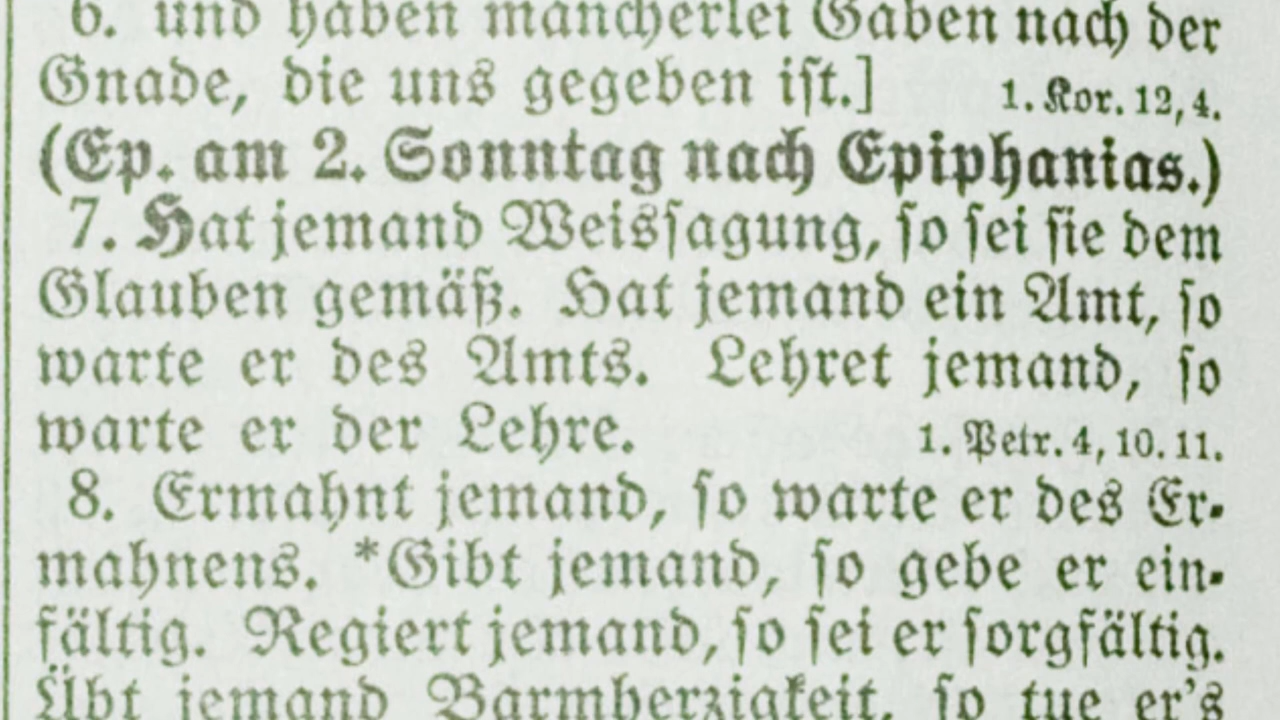 6. und haben mancherlei Gaben nach der
Gnade, die uns gegeben iſt.] 1. Kor. 12, 4.
(Ep. am 2. Sonntag nach Epiphanias.)
7. Hat jemand Weisſagung, ſo ſei ſie dem
Glauben gemäß. Hat jemand ein Amt, ſo
warte er des Amts. Lehret jemand, ſo
warte er der Lehre. 1. Petr. 4, 10. 11.
8. Ermahnt jemand, ſo warte er des Er-
mahnens. *Gibt jemand, ſo gebe er ein-
fältig. Regiert jemand, ſo ſei er ſorgfältig.
Übt jemand Barmherzigkeit, ſo tue er's